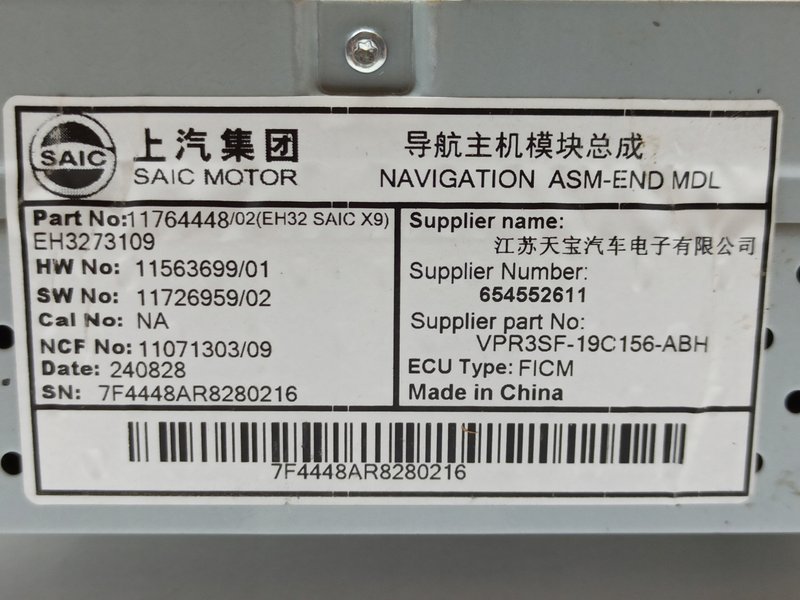 SAIC
上汽集团
SAIC MOTOR
导航主机模块总成
NAVIGATION ASM-END MDL
Part No:11764448/02(EH32 SAIC X9)
EH3273109
HW No: 11563699/01
SW No: 11726959/02
Cal No: NA
NCF No: 11071303/09
Date: 240828
SN: 7F4448AR8280216
Supplier name:
江苏天宝汽车电子有限公司
Supplier Number:
654552611
Supplier part No:
VPR3SF-19C156-ABH
ECU Type: FICM
Made in China
7F4448AR8280216